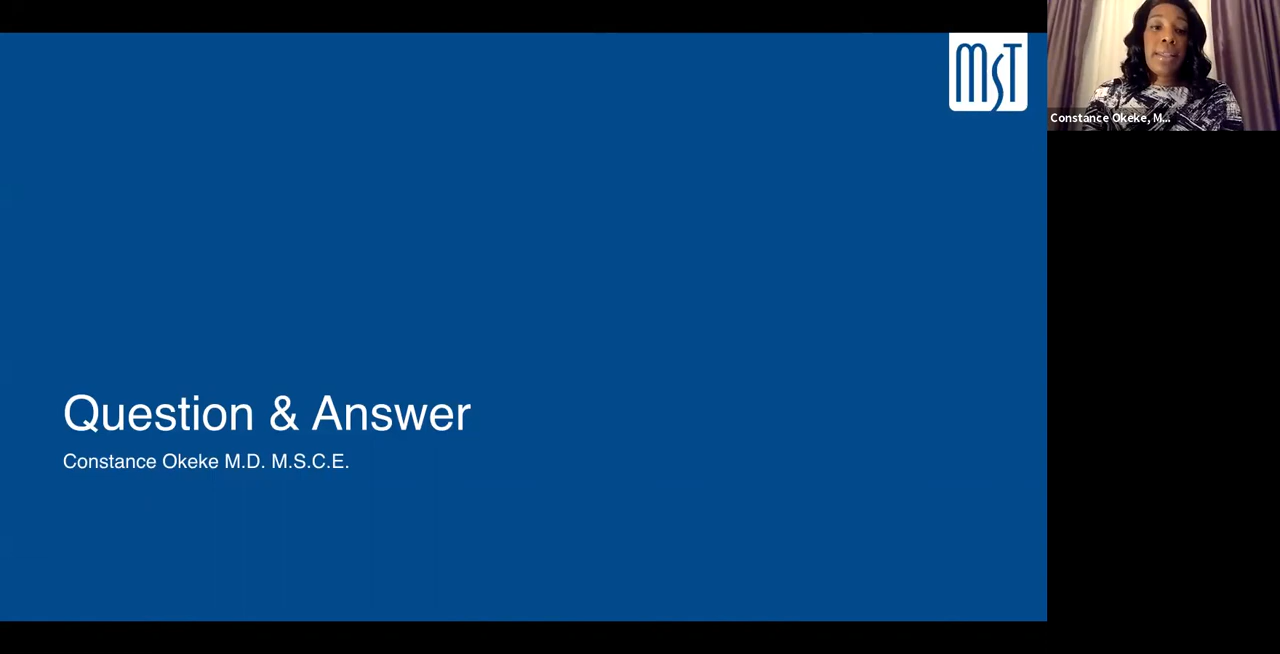 MST
Constance Okeke, M...
Question & Answer
Constance Okeke M.D. M.S.C.E.